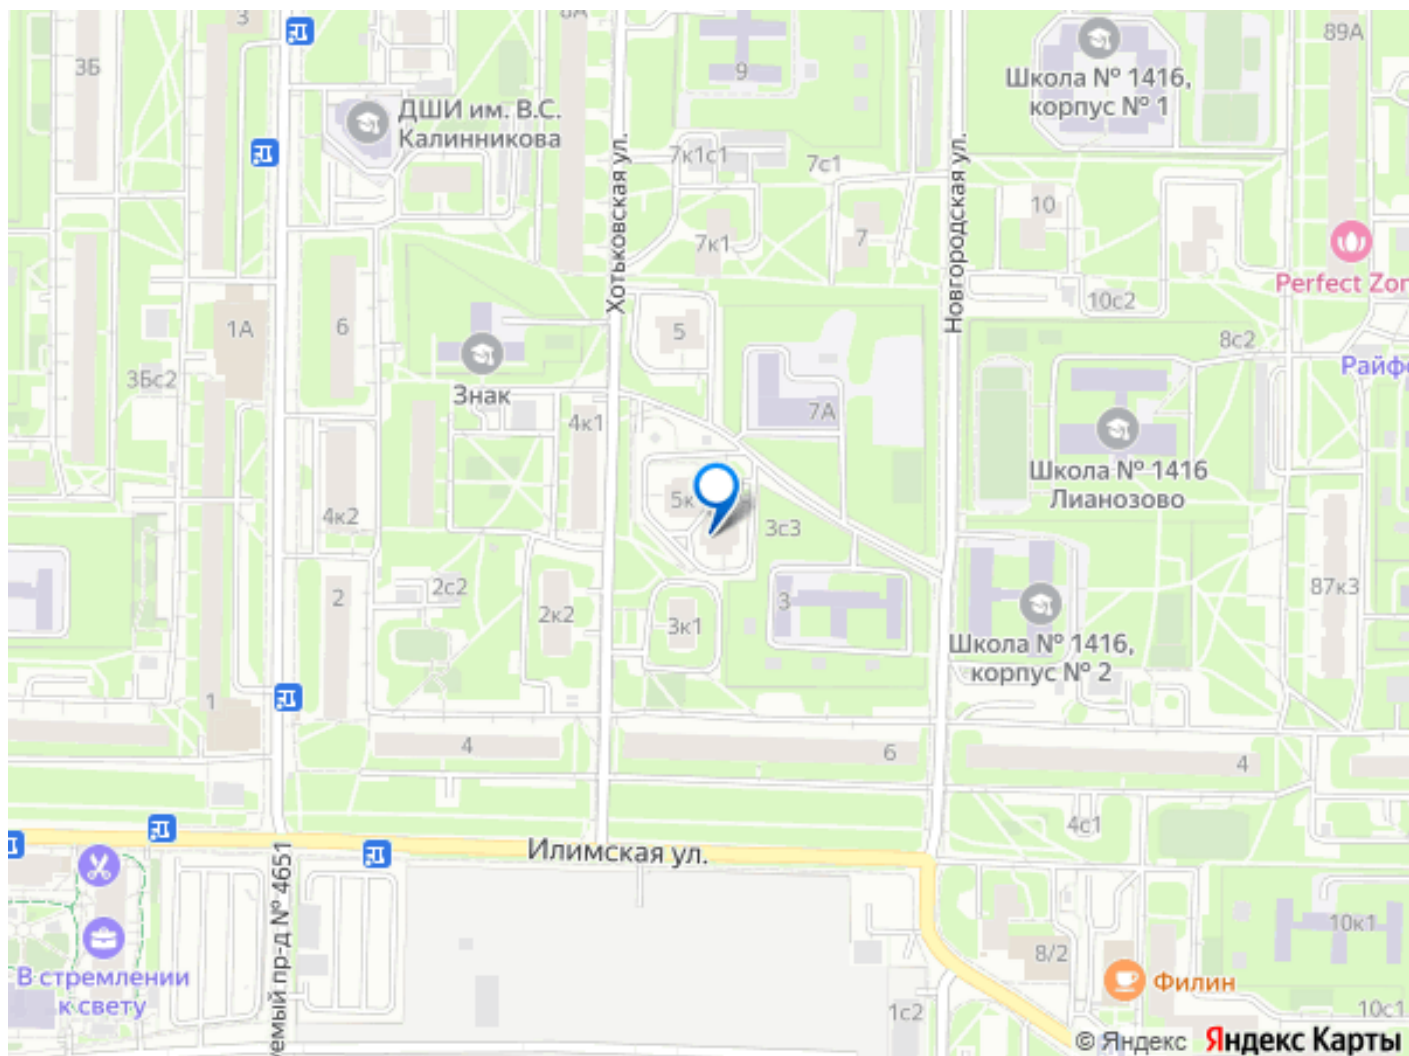 3
8А
89А
3Б
9
Школа № 1416,
корпус № 1
ДШИ им. В.С.
Калинникова
Хотьковская ул.
7к1с1
7с1
Новгородская ул.
10
7к1
7
Perfect Zor
10с2
1А
6
5
8с2
3Бс2
Знак
Райфе
4к1
7А
Школа № 1416
Лианозово
5к
4к2
3с3
2с2
2
2к2
3
87к3
3к1
Школа № 1416,
корпус № 2
1
4
6
4
4с1
Илимская ул.
уемый пр-д № 4651
10к1
8/2
В стремлении
к свету
Филин
1с2
10с1
© Яндекс Яндекс Карты